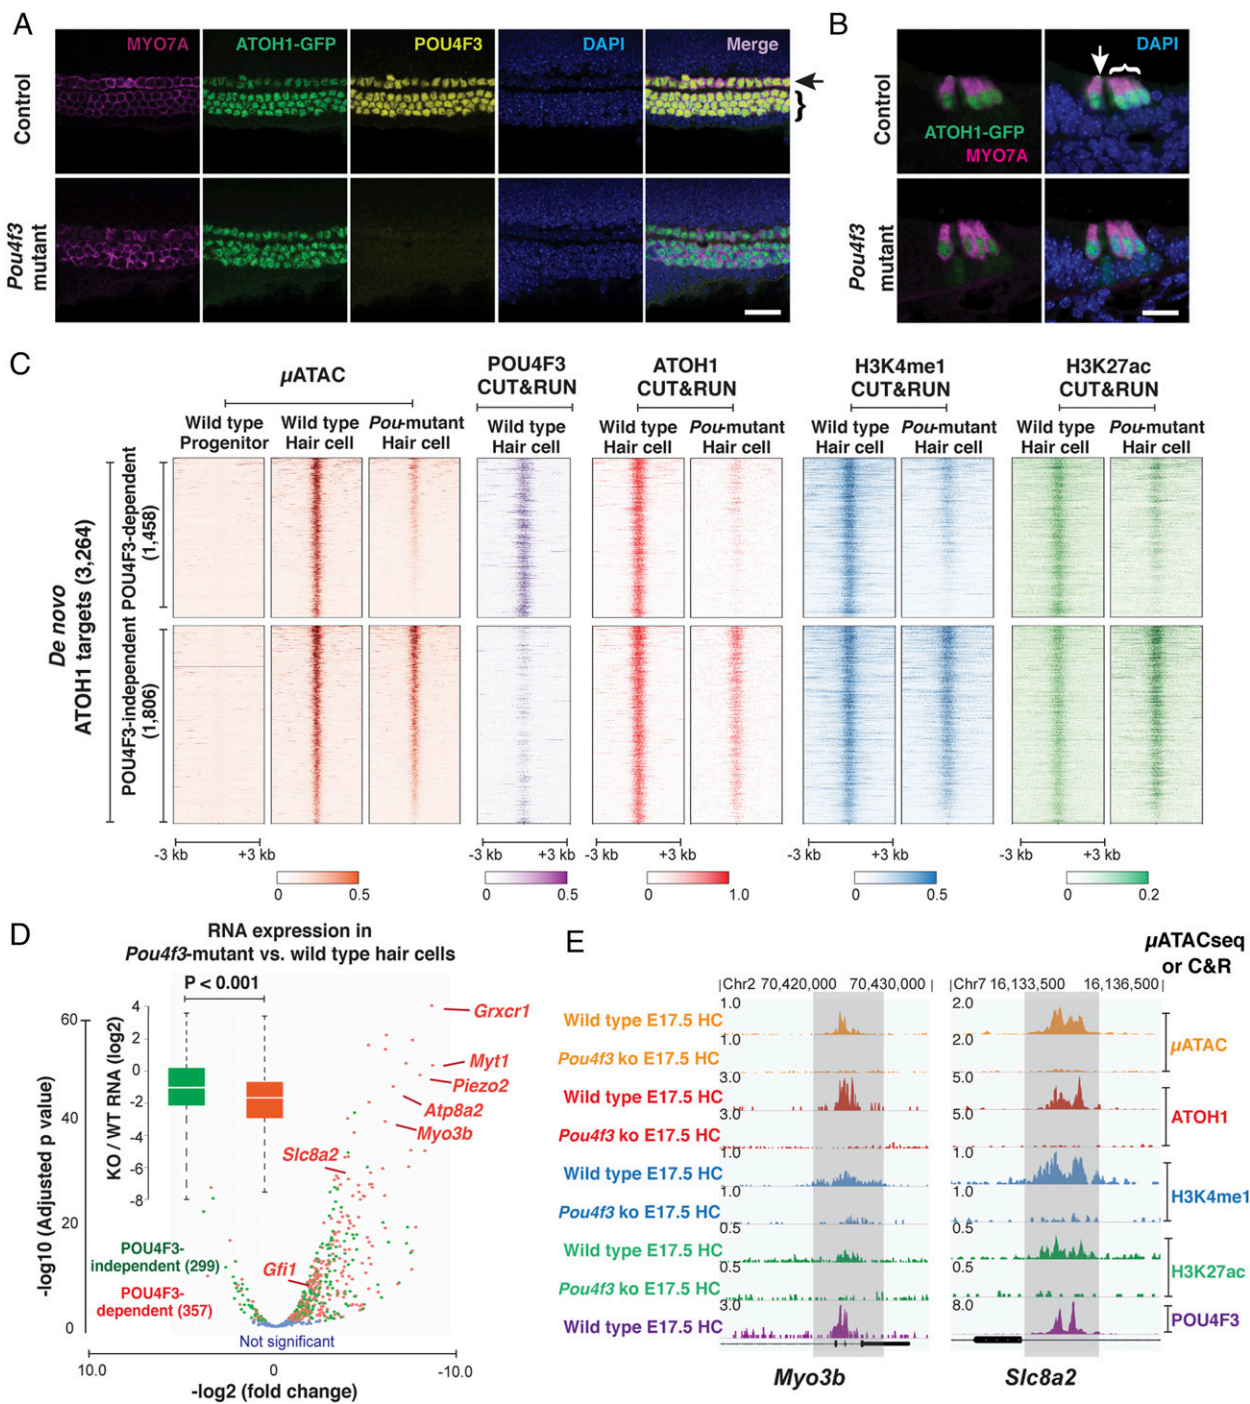 A
MYO7A
ATOH1-GFP
POU4F3
DAPI
Merge
Control
Pou4f3
mutant
B
DAPI
ATOH1-GFP
MYO7A
Control
Pou4f3
mutant
C
µATAC
POU4F3
CUT&RUN
ATOH1
CUT&RUN
H3K4me1
CUT&RUN
H3K27ac
CUT&RUN
Wild type
Progenitor
Wild type
Hair cell
Pou-mutant
Hair cell
Wild type
Hair cell
Wild type
Hair cell
Pou-mutant
Hair cell
Wild type
Hair cell
Pou-mutant
Hair cell
Wild type
Hair cell
Pou-mutant
Hair cell
De novo
ATOH1 targets (3,264)
POU4F3-dependent
(1,458)
POU4F3-independent
(1,806)
-3 kb +3 kb
-3 kb +3 kb
-3 kb +3 kb
-3 kb +3 kb
-3 kb +3 kb
0 0.5
0 0.5
0 1.0
0 0.5
0 0.2
D
RNA expression in
Pou4f3-mutant vs. wild type hair cells
P < 0.001
KO / WT RNA (log2)
4
2
0
-2
-4
-6
-8
-log10 (Adjusted p value)
60
40
20
0
Grxcr1
Myt1
Piezo2
Atp8a2
Myo3b
Slc8a2
Gfi1
POU4F3-
independent (299)
POU4F3-
dependent (357)
Not significant
10.0 0 -10.0
-log2 (fold change)
E
µATACseq
or C&R
|Chr2 70,420,000 70,430,000 |
|Chr7 16,133,500 16,136,500|
Wild type E17.5 HC 1.0 2.0
Pou4f3 ko E17.5 HC 1.0 2.0
µATAC
Wild type E17.5 HC 3.0 5.0
Pou4f3 ko E17.5 HC 3.0 5.0
ATOH1
Wild type E17.5 HC 1.0 1.0
Pou4f3 ko E17.5 HC 1.0 1.0
H3K4me1
Wild type E17.5 HC 0.5 0.5
Pou4f3 ko E17.5 HC 0.5 0.5
H3K27ac
Wild type E17.5 HC 3.0 8.0
POU4F3
Myo3b
Slc8a2